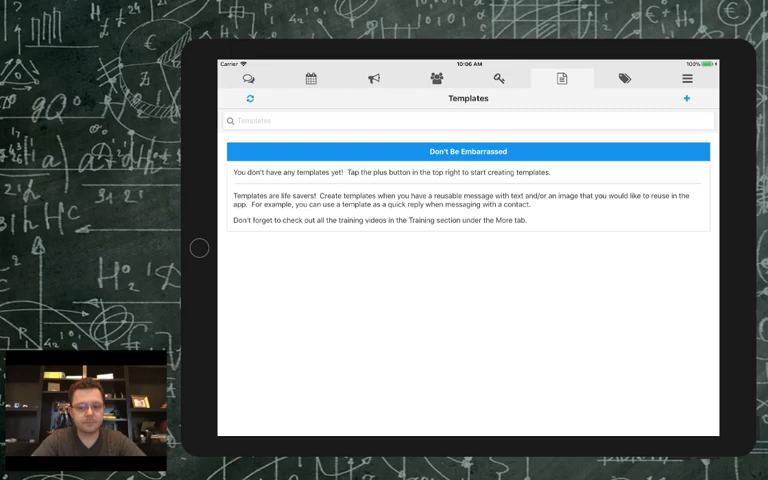 Carrier
10:06 AM
100%
Templates
Templates
Don't Be Embarrassed
You don't have any templates yet! Tap the plus button in the top right to start creating templates.
Templates are life savers! Create templates when you have a reusable message with text and/or an image that you would like to reuse in the
app. For example, you can use a template as a quick reply when messaging with a contact.
Don't forget to check out all the training videos in the Training section under the More tab.